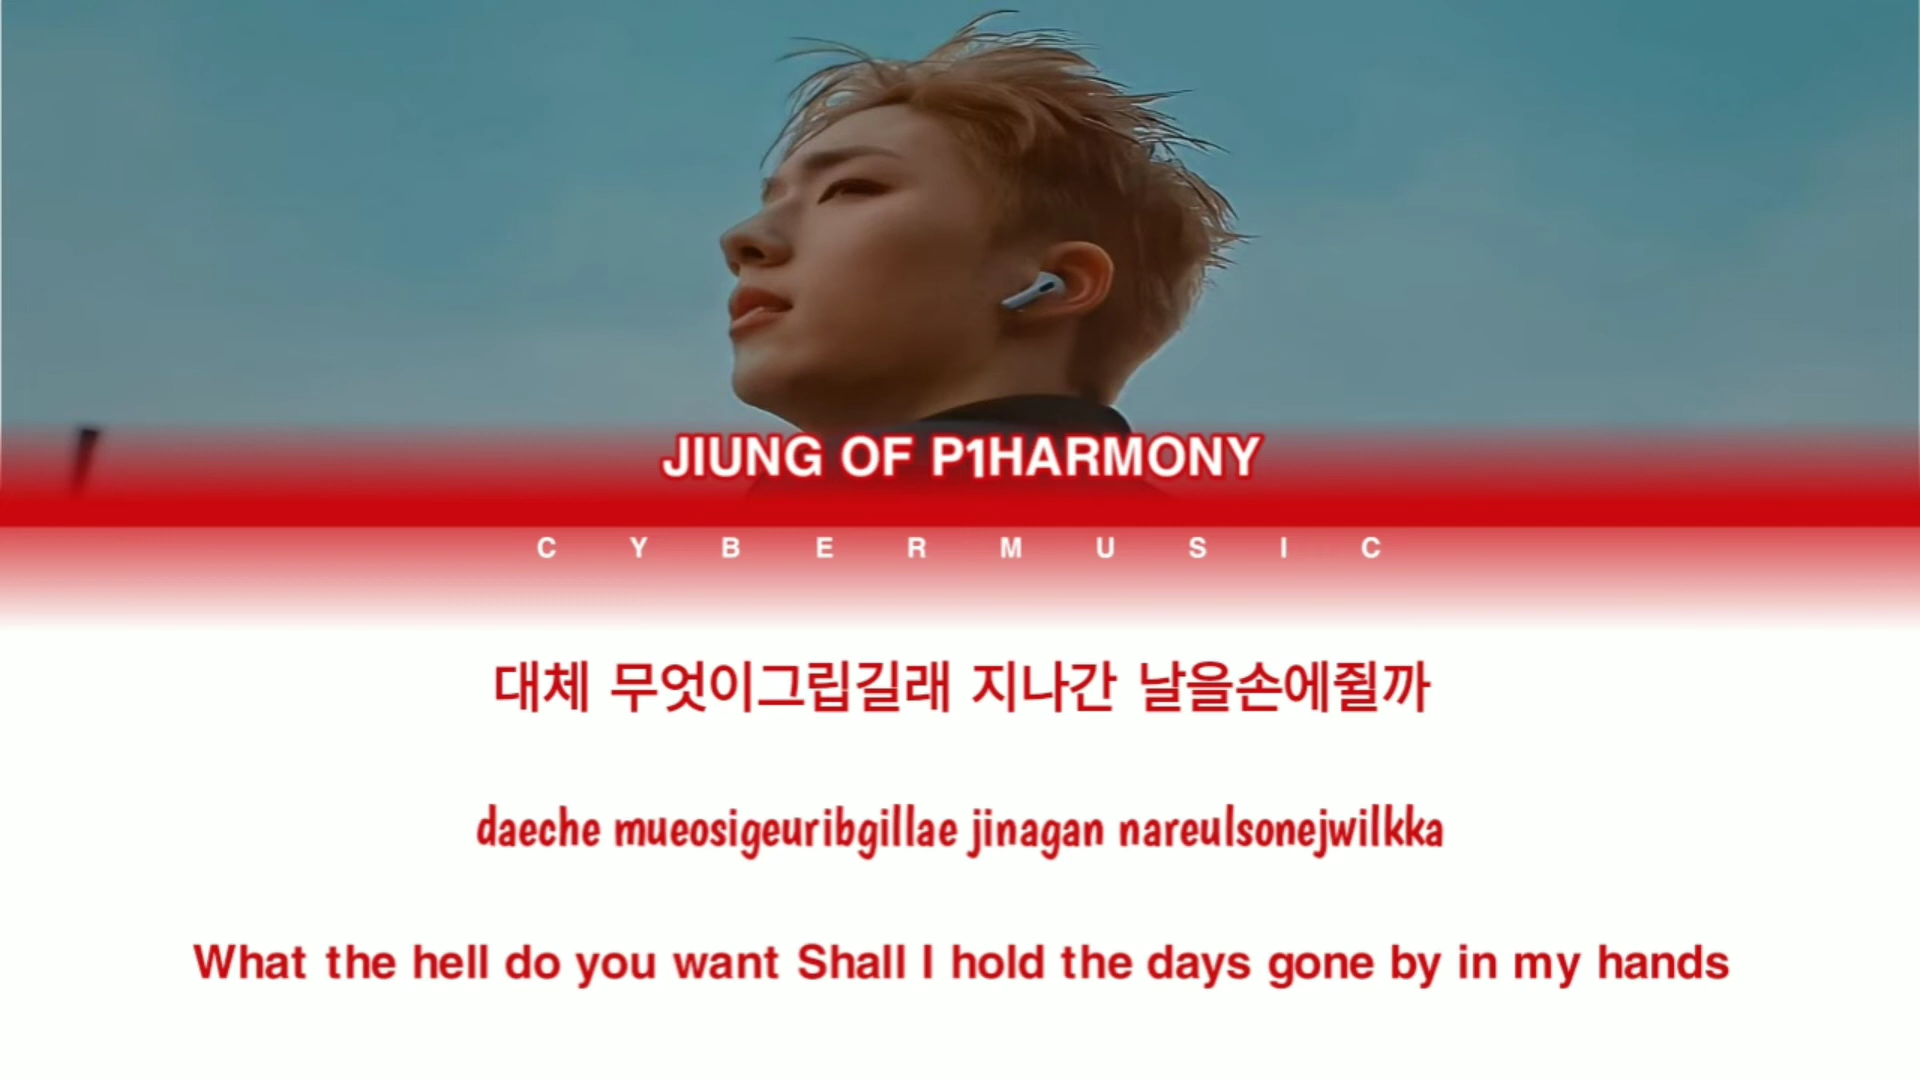 JIUNG OF P1HARMONY
CYBERMUSIC
대체 무엇이그립길래 지나간 날을손에쥘까
daeche mueosigeuribgillae jinagan nareulsonejwilkka
What the hell do you want Shall I hold the days gone by in my hands